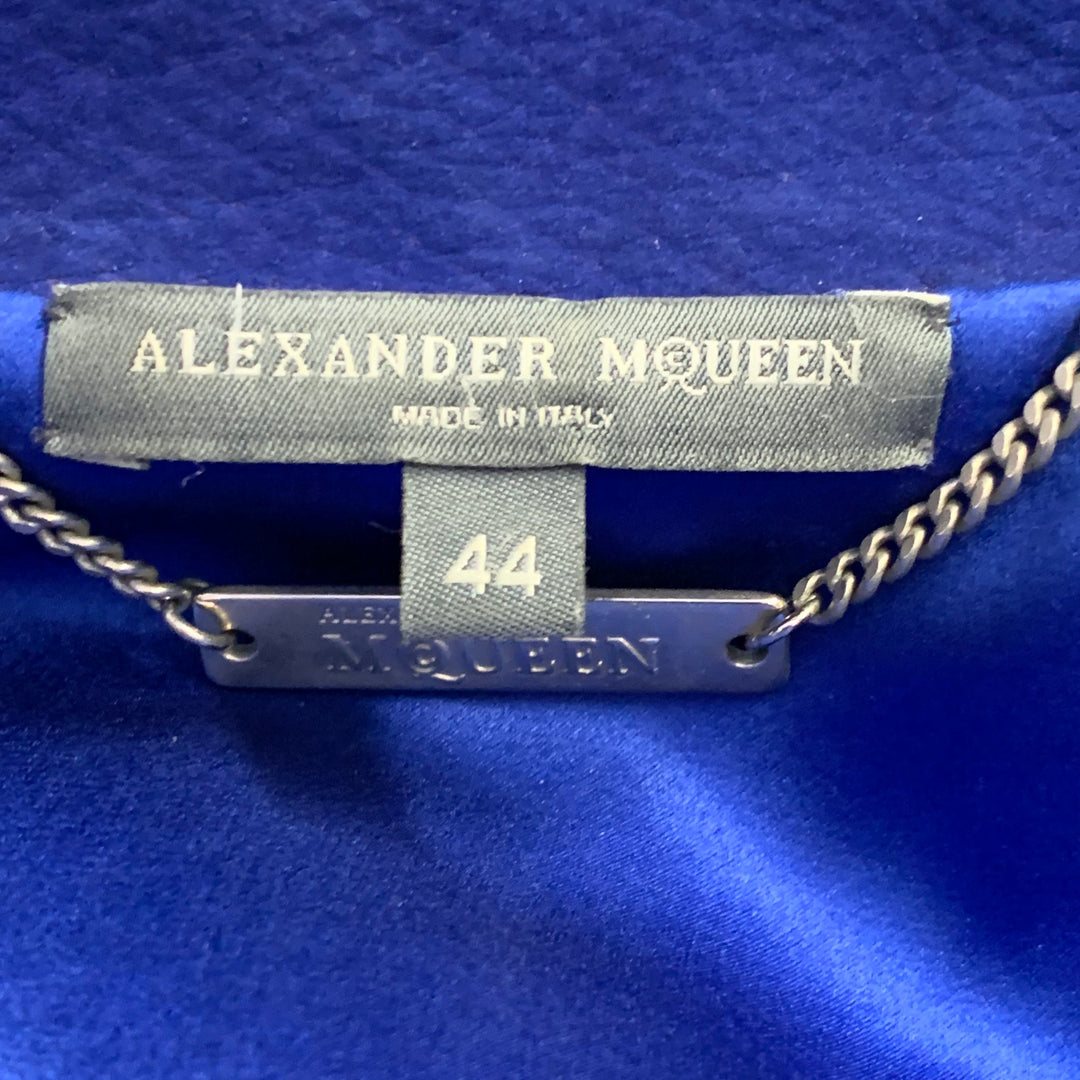 ALEXANDER McQUEEN
MADE IN ITALY
44
McQUEEN